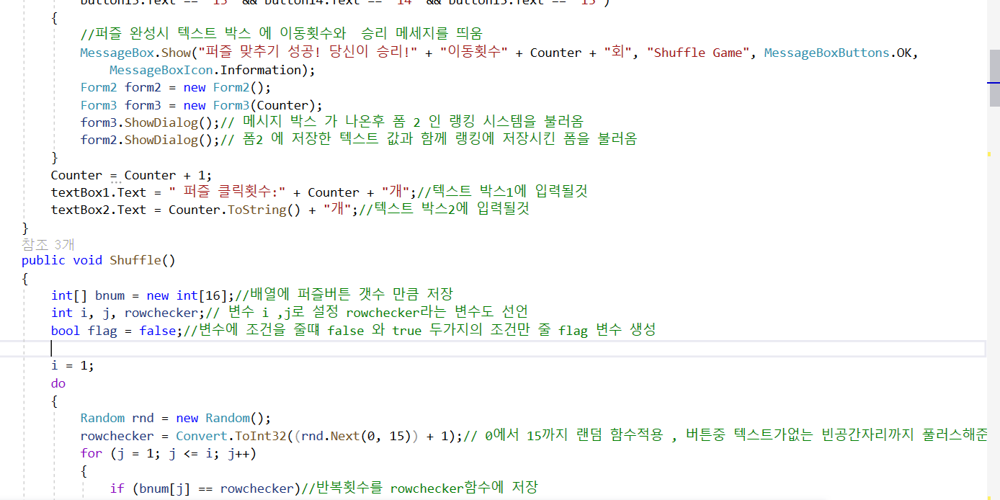 button13.Text == "13" && button14.Text == "14" && button15.Text == "15")
{
//퍼즐 완성시 텍스트 박스 에 이동횟수와  승리 메세지를 띄움
MessageBox.Show("퍼즐 맞추기 성공! 당신이 승리!" + "이동횟수" + Counter + "회", "Shuffle Game", MessageBoxButtons.OK,
MessageBoxIcon.Information);
Form2 form2 = new Form2();
Form3 form3 = new Form3(Counter);
form3.ShowDialog();// 메시지 박스 가 나온후 폼 2 인 랭킹 시스템을 불러옴
form2.ShowDialog();// 폼2 에 저장한 텍스트 값과 함께 랭킹에 저장시킨 폼을 불러옴
}
Counter = Counter + 1;
textBox1.Text = " 퍼즐 클릭횟수:" + Counter + "개";//텍스트 박스1에 입력될것
textBox2.Text = Counter.ToString() + "개";//텍스트 박스2에 입력될것
}
참조 3개
public void Shuffle()
{
int[] bnum = new int[16];//배열에 퍼즐버튼 갯수 만큼 저장
int i, j, rowchecker;// 변수 i ,j로 설정 rowchecker라는 변수도 선언
bool flag = false;//변수에 조건을 줄떄 false 와 true 두가지의 조건만 줄 flag 변수 생성
i = 1;
do
{
Random rnd = new Random();
rowchecker = Convert.ToInt32((rnd.Next(0, 15)) + 1);// 0에서 15까지 랜덤 함수적용 , 버튼중 텍스트가없는 빈공간자리까지 풀러스해준
for (j = 1; j <= i; j++)
{
if (bnum[j] == rowchecker)//반복횟수를 rowchecker함수에 저장